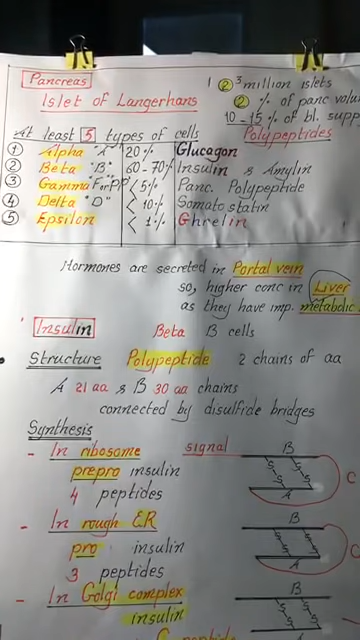 Pancreas
1 2 3 million islets
Islet of Langerhans
2 % of panc volu
10 - 15 % of bl. supp
At least 5 types of cells
Polypeptides
1 Alpha "A" 20 % Glucagon
2 Beta "B" 60 - 70 % Insulin & Amylin
3 Gamma F or PP < 5 % Panc. Polypeptide
4 Delta "D" < 10 % Somato statin
5 Epsilon < 1 % Ghrelin
Hormones are secreted in Portal vein
so, higher conc in Liver
as they have imp. metabolic
Insulin Beta B cells
• Structure Polypeptide 2 chains of aa
A 21 aa & B 30 aa chains
connected by disulfide bridges
Synthesis
- In ribosome signal B
prepro insulin S S S S C
4 peptides A
- In rough ER B
pro insulin S S S S C
3 peptides A
- In Golgi complex B
insulin S S S S
A
C peptide